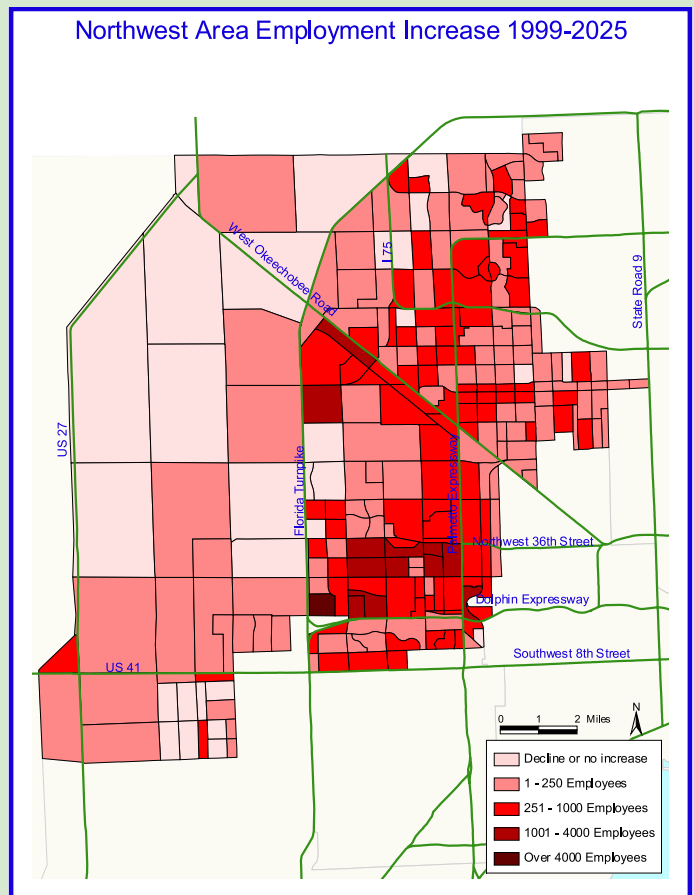 Northwest Area Employment Increase 1999-2025
West Okeechobee Road
I 75
State Road 9
US 27
Florida Turnpike
Palmetto Expressway
Northwest 36th Street
Dolphin Expressway
Southwest 8th Street
US 41
0 1 2 Miles
N
Decline or no increase
1 - 250 Employees
251 - 1000 Employees
1001 - 4000 Employees
Over 4000 Employees